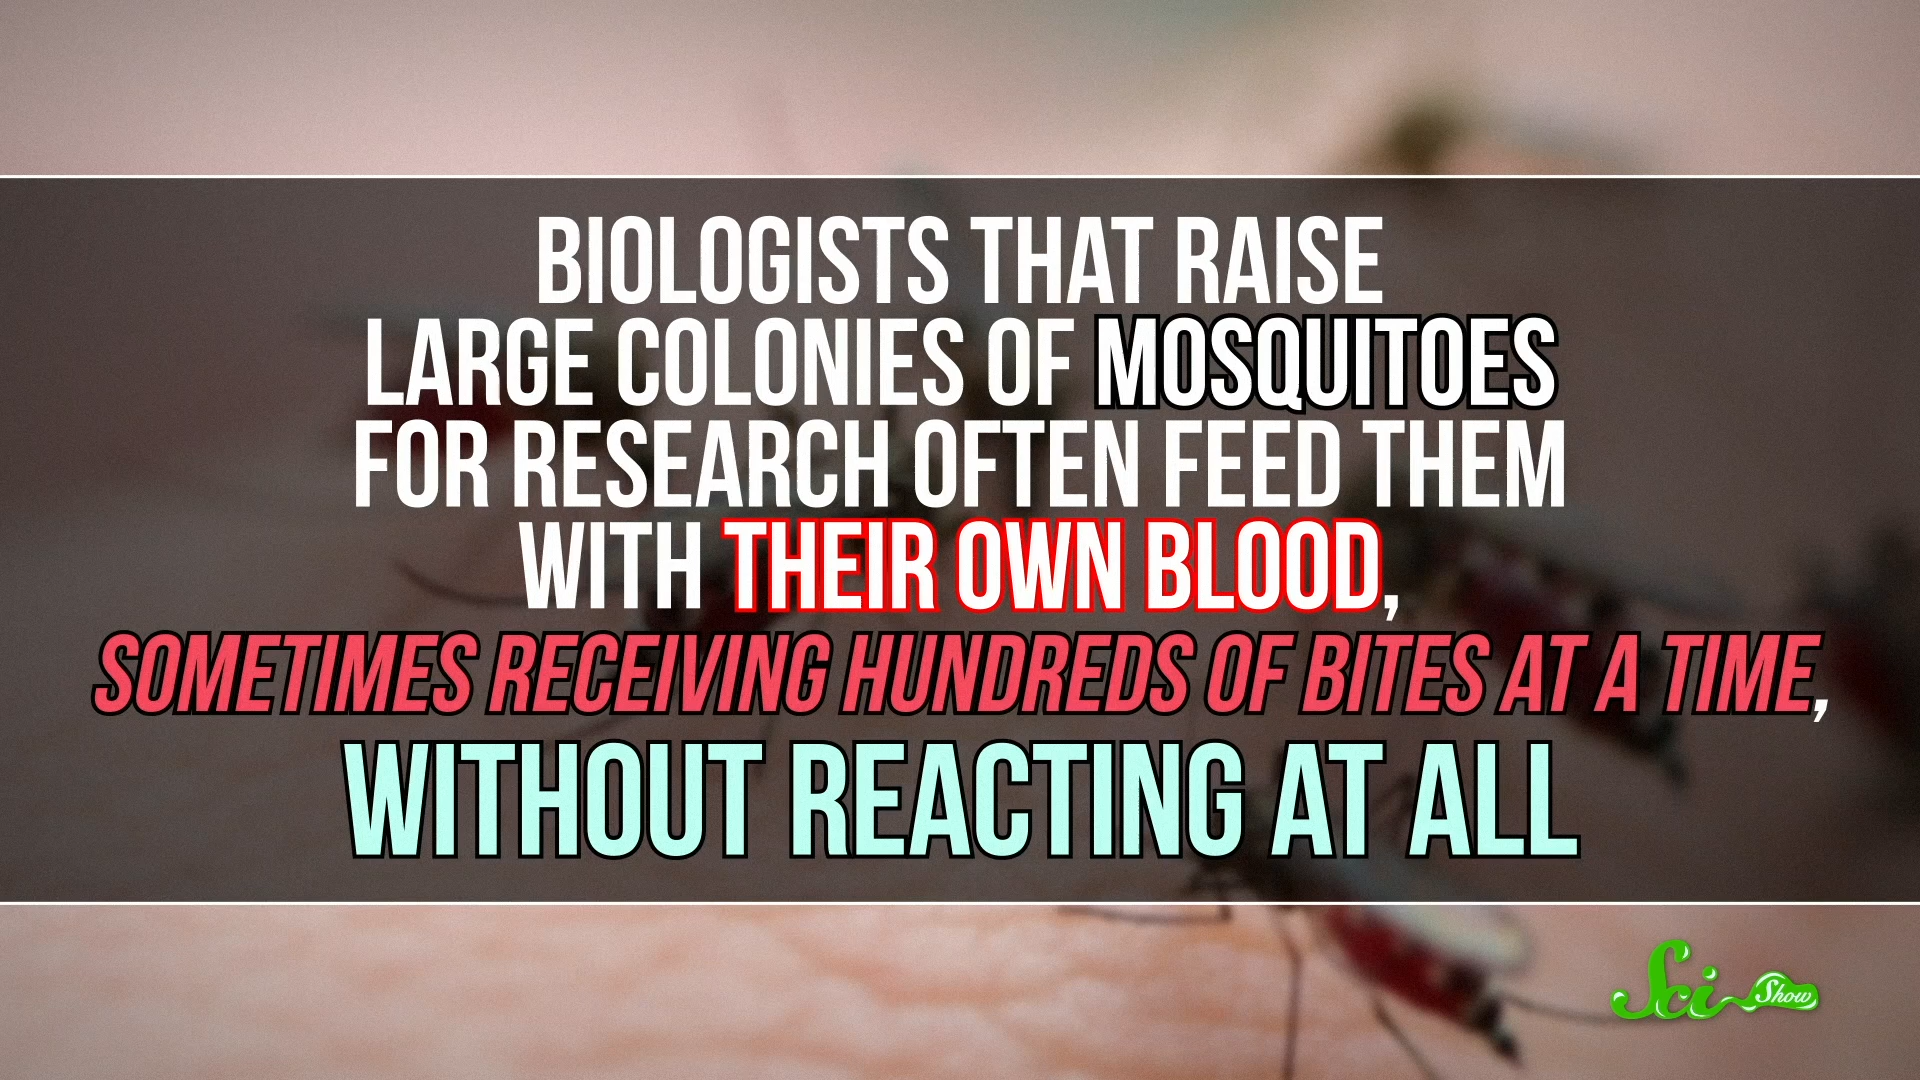 BIOLOGISTS THAT RAISE
LARGE COLONIES OF MOSQUITOES
FOR RESEARCH OFTEN FEED THEM
WITH THEIR OWN BLOOD,
SOMETIMES RECEIVING HUNDREDS OF BITES AT A TIME,
WITHOUT REACTING AT ALL
Sci Show